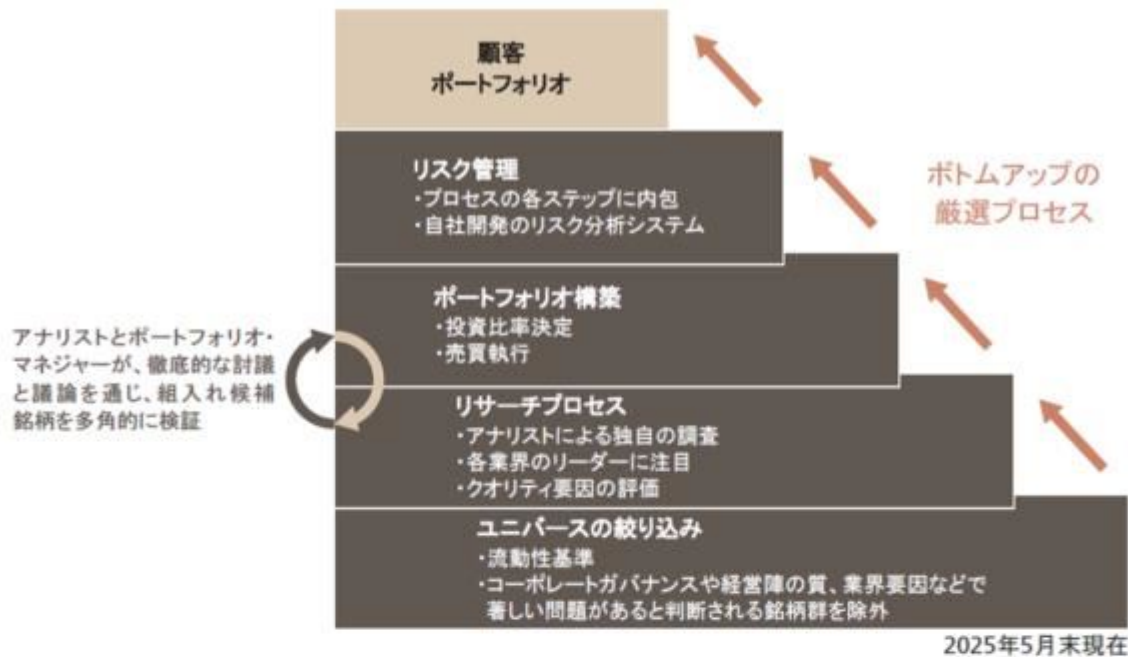 顧客
ポートフォリオ
リスク管理
・プロセスの各ステップに内包
・自社開発のリスク分析システム
ボトムアップの
厳選プロセス
ポートフォリオ構築
・投資比率決定
・売買執行
アナリストとポートフォリオ・
マネジャーが、徹底的な討議
と議論を通じ、組入れ候補
銘柄を多角的に検証
リサーチプロセス
・アナリストによる独自の調査
・各業界のリーダーに注目
・クオリティ要因の評価
ユニバースの絞り込み
・流動性基準
・コーポレートガバナンスや経営陣の質、業界要因などで
著しい問題があると判断される銘柄群を除外
2025年5月末現在